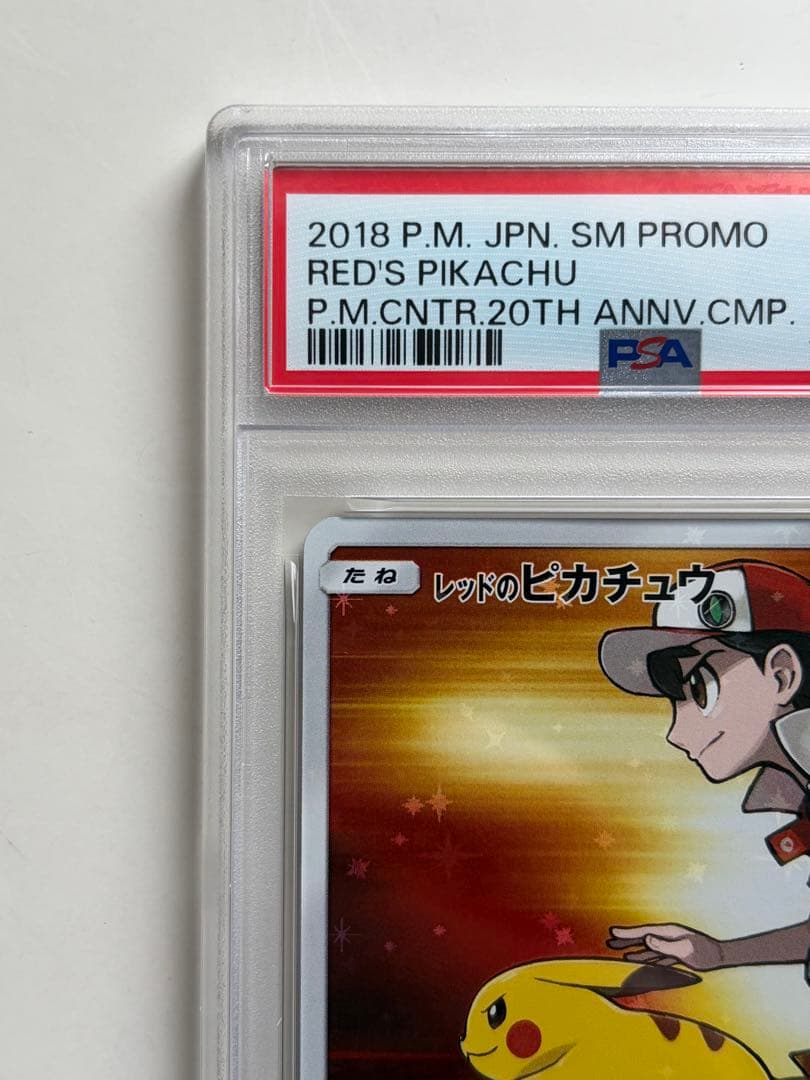 2018 P.M. JPN. SM PROMO
RED'S PIKACHU
P.M.CNTR.20TH ANNV.CMP.
PSA
たね
レッドのピカチュウ